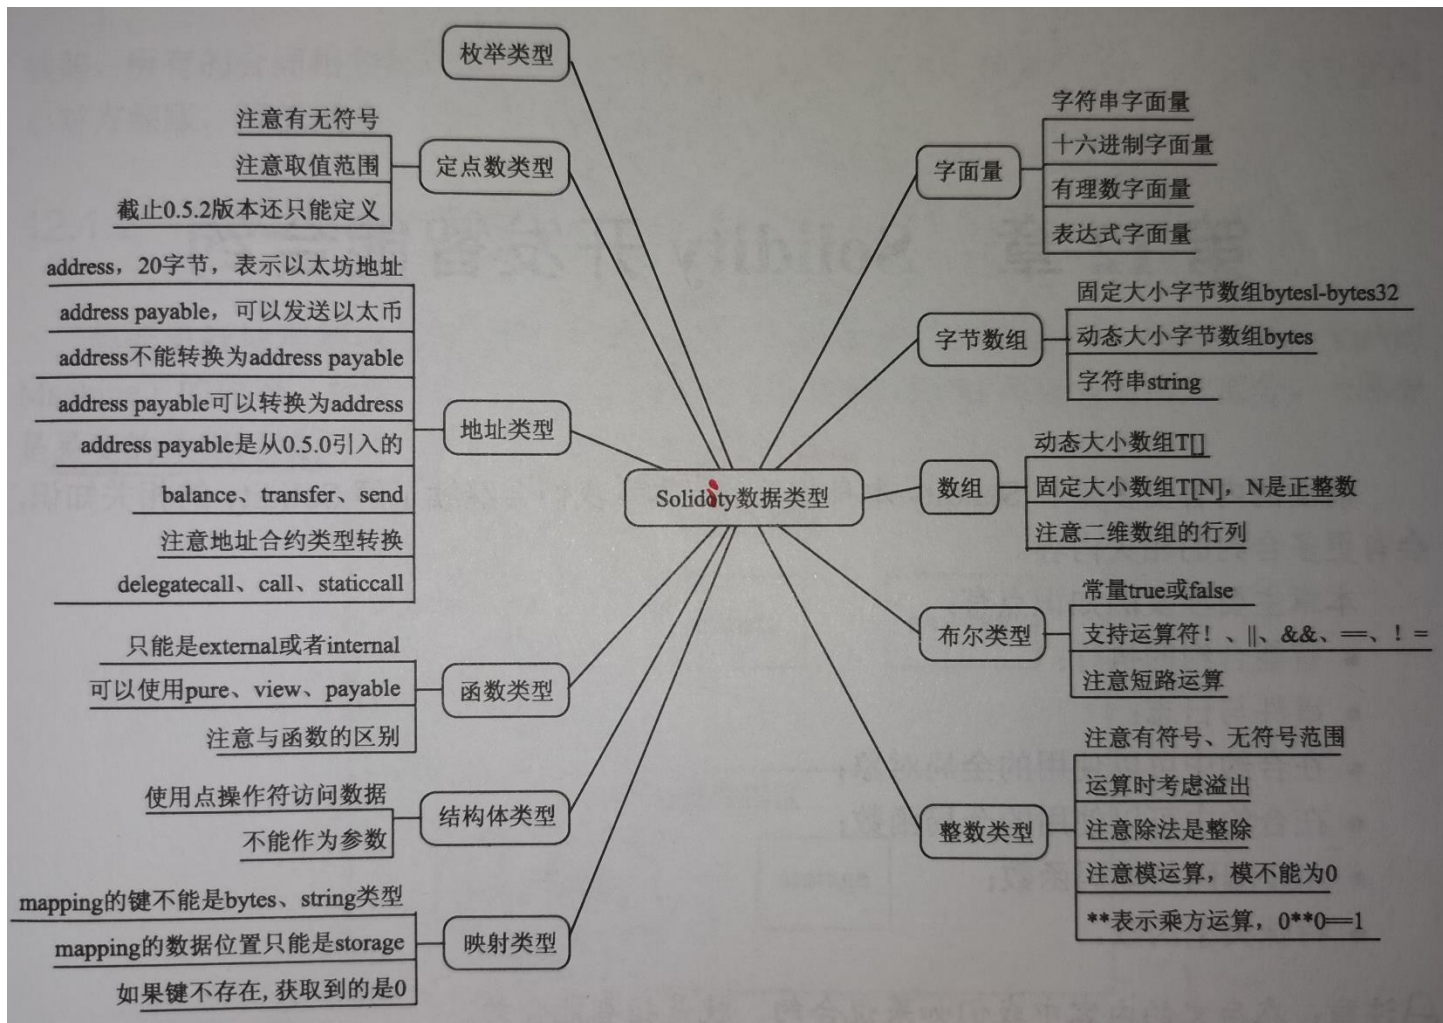 枚举类型
注意有无符号
注意取值范围
截止0.5.2版本还只能定义
定点数类型
address，20字节，表示以太坊地址
address payable，可以发送以太币
address不能转换为address payable
address payable可以转换为address
address payable是从0.5.0引入的
balance、transfer、send
注意地址合约类型转换
delegatecall、call、staticcall
地址类型
只能是external或者internal
可以使用pure、view、payable
注意与函数的区别
函数类型
使用点操作符访问数据
不能作为参数
结构体类型
mapping的键不能是bytes、string类型
mapping的数据位置只能是storage
如果键不存在, 获取到的是0
映射类型
Solidity数据类型
字面量
字符串字面量
十六进制字面量
有理数字面量
表达式字面量
字节数组
固定大小字节数组bytesl-bytes32
动态大小字节数组bytes
字符串string
数组
动态大小数组T[]
固定大小数组T[N]，N是正整数
注意二维数组的行列
布尔类型
常量true或false
支持运算符！、||、&&、==、！=
注意短路运算
整数类型
注意有符号、无符号范围
运算时考虑溢出
注意除法是整除
注意模运算，模不能为0
**表示乘方运算，0**0==1